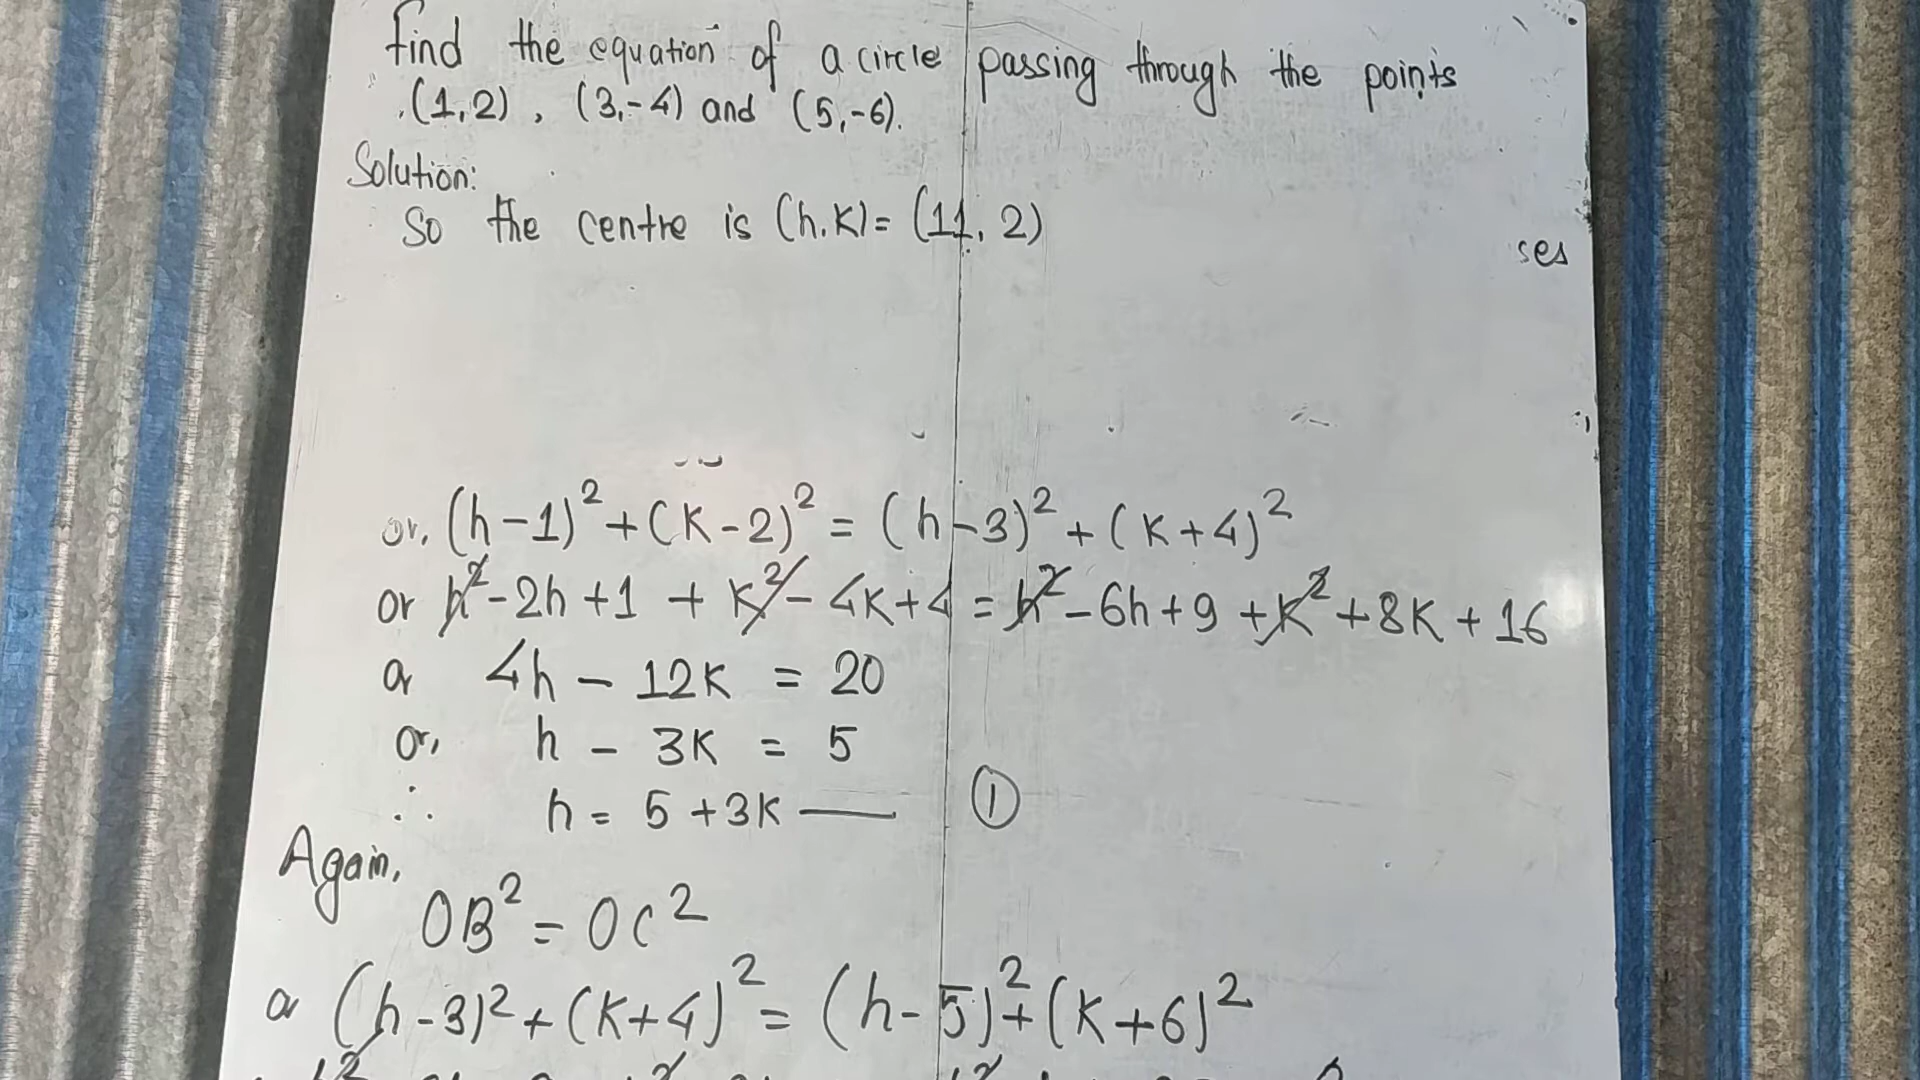 find the equation of a circle passing through the points
(1,2), (3,-4) and (5,-6).
Solution:
So the centre is (h.K)= (11, 2)
ses
or, (h-1)²+(K-2)² = (h-3)² + (K+4)²
or h²-2h+1 + K²- 4K+4 = h²-6h+9 +K²+8K+16
or 4h - 12K = 20
or, h - 3K = 5
∴ h = 5 +3K — ①
Again,
OB² = OC²
or (h-3)²+(K+4)² = (h-5)²+(K+6)²